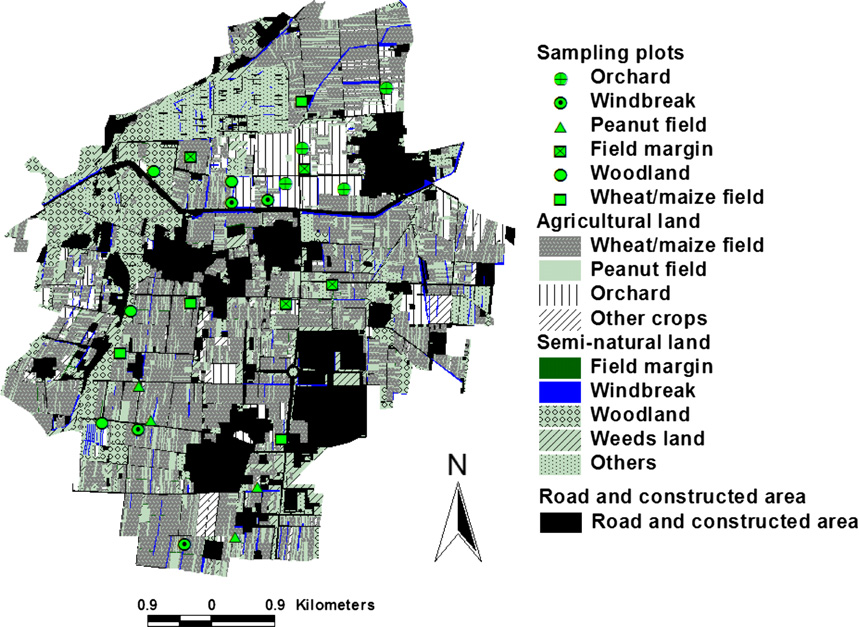 Sampling plots
Orchard
Windbreak
Peanut field
Field margin
Woodland
Wheat/maize field
Agricultural land
Wheat/maize field
Peanut field
Orchard
Other crops
Semi-natural land
Field margin
Windbreak
Woodland
Weeds land
Others
Road and constructed area
Road and constructed area
N
0.9 0 0.9 Kilometers